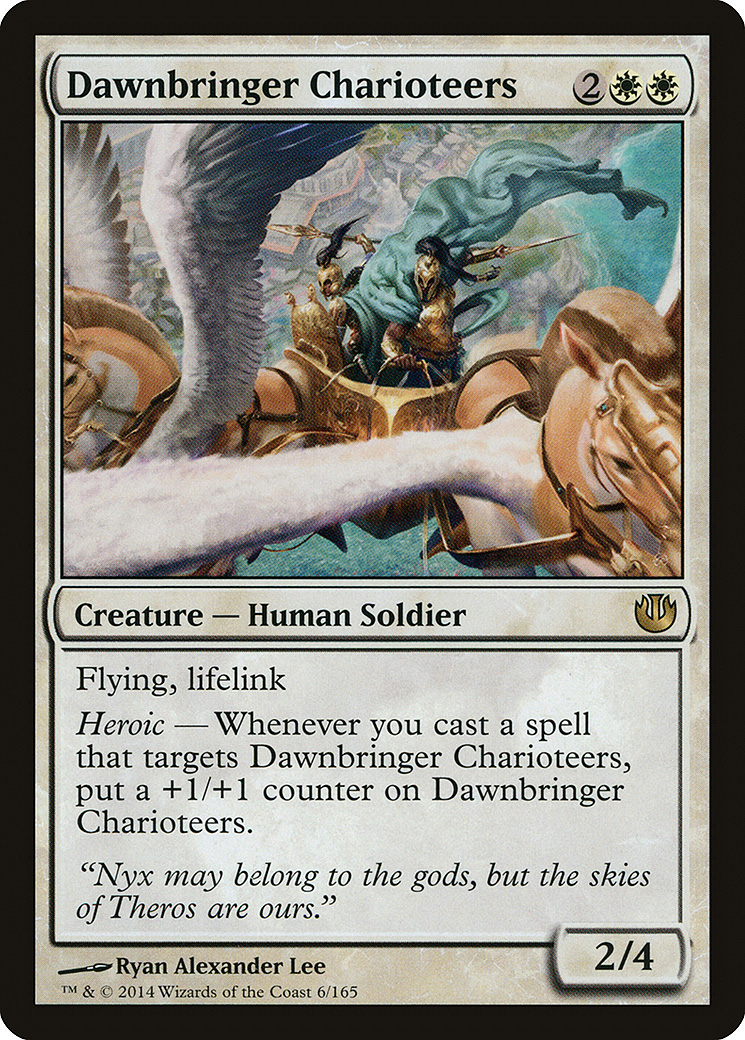 Dawnbringer Charioteers 2
Creature — Human Soldier
Flying, lifelink
Heroic — Whenever you cast a spell
that targets Dawnbringer Charioteers,
put a +1/+1 counter on Dawnbringer
Charioteers.
“Nyx may belong to the gods, but the skies
of Theros are ours.”
2/4
Ryan Alexander Lee
™ & © 2014 Wizards of the Coast 6/165